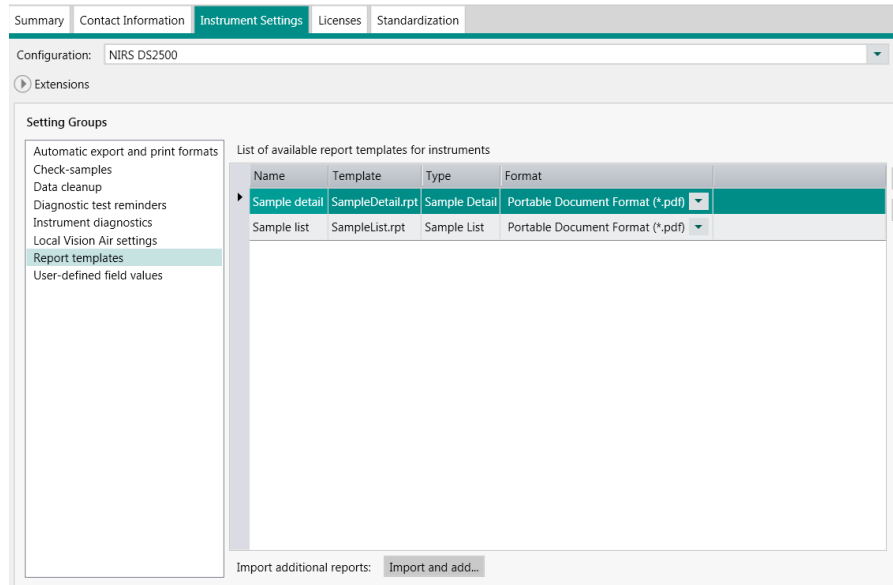 Summary Contact Information Instrument Settings Licenses Standardization
Configuration: NIRS DS2500
Extensions
Setting Groups
Automatic export and print formats
Check-samples
Data cleanup
Diagnostic test reminders
Instrument diagnostics
Local Vision Air settings
Report templates
User-defined field values
List of available report templates for instruments
Name Template Type Format
Sample detail SampleDetail.rpt Sample Detail Portable Document Format (*.pdf)
Sample list SampleList.rpt Sample List Portable Document Format (*.pdf)
Import additional reports: Import and add...